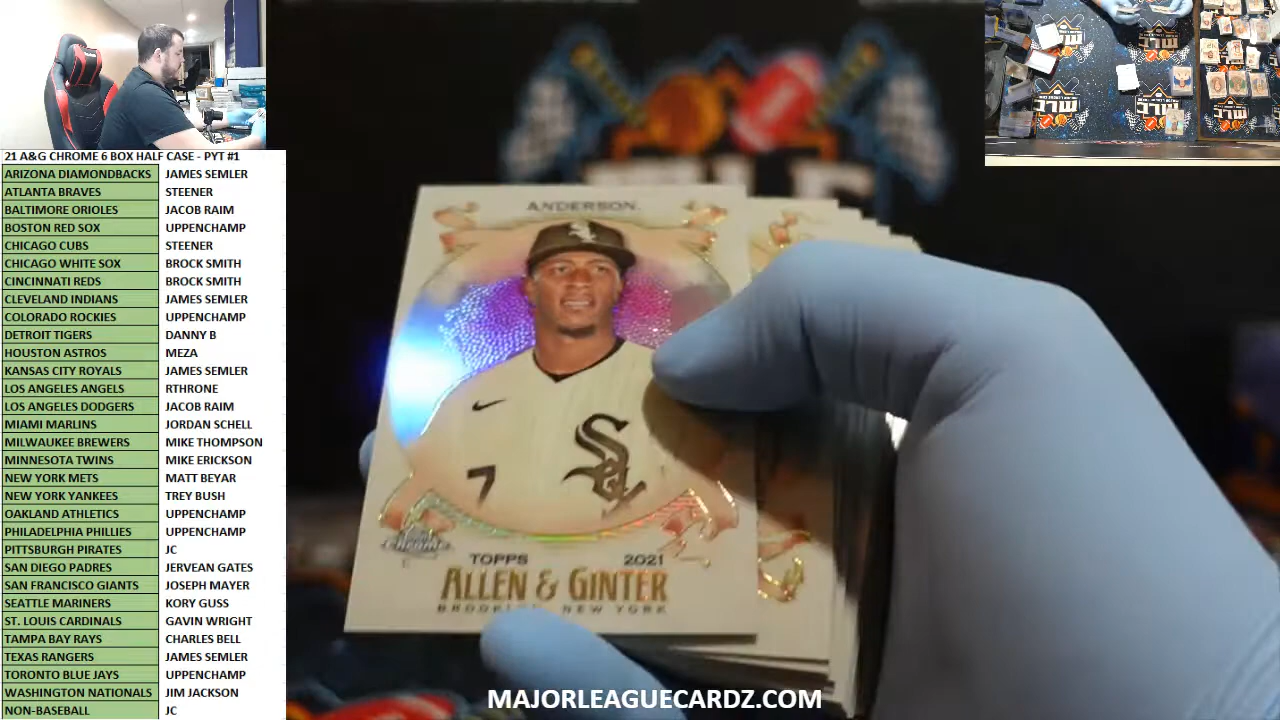 21 A&G CHROME 6 BOX HALF CASE - PYT #1
ARIZONA DIAMONDBACKS JAMES SEMLER
ATLANTA BRAVES STEENER
BALTIMORE ORIOLES JACOB RAIM
BOSTON RED SOX UPPENCHAMP
CHICAGO CUBS STEENER
CHICAGO WHITE SOX BROCK SMITH
CINCINNATI REDS BROCK SMITH
CLEVELAND INDIANS JAMES SEMLER
COLORADO ROCKIES UPPENCHAMP
DETROIT TIGERS DANNY B
HOUSTON ASTROS MEZA
KANSAS CITY ROYALS JAMES SEMLER
LOS ANGELES ANGELS RTHRONE
LOS ANGELES DODGERS JACOB RAIM
MIAMI MARLINS JORDAN SCHELL
MILWAUKEE BREWERS MIKE THOMPSON
MINNESOTA TWINS MIKE ERICKSON
NEW YORK METS MATT BEYAR
NEW YORK YANKEES TREY BUSH
OAKLAND ATHLETICS UPPENCHAMP
PHILADELPHIA PHILLIES UPPENCHAMP
PITTSBURGH PIRATES JC
SAN DIEGO PADRES JERVEAN GATES
SAN FRANCISCO GIANTS JOSEPH MAYER
SEATTLE MARINERS KORY GUSS
ST. LOUIS CARDINALS GAVIN WRIGHT
TAMPA BAY RAYS CHARLES BELL
TEXAS RANGERS JAMES SEMLER
TORONTO BLUE JAYS UPPENCHAMP
WASHINGTON NATIONALS JIM JACKSON
NON-BASEBALL JC
ANDERSON
Sox
Sox
7
Chrome
TOPPS 2021
ALLEN & GINTER
NEW YORK
MAJORLEAGUECARDZ.COM